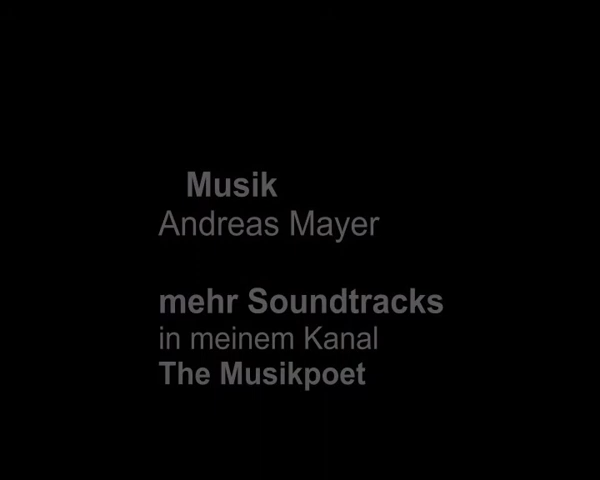 Musik
Andreas Mayer
mehr Soundtracks
in meinem Kanal
The Musikpoet